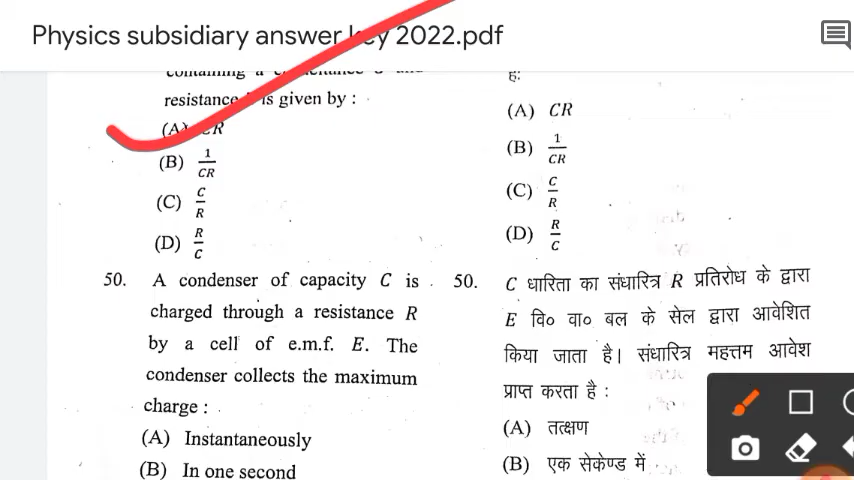 Physics subsidiary answer key 2022.pdf
containing a and
resistance is given by :
(A) CR
(B) 1/CR
(C) C/R
(D) R/C
50. A condenser of capacity C is
charged through a resistance R
by a cell of e.m.f. E. The
condenser collects the maximum
charge :
(A) Instantaneously
(B) In one second
है:
(A) CR
(B) 1/CR
(C) C/R
(D) R/C
50. C धारिता का संधारित्र R प्रतिरोध के द्वारा
E वि० वा० बल के सेल द्वारा आवेशित
किया जाता है। संधारित्र महत्तम आवेश
प्राप्त करता है :
(A) तत्क्षण
(B) एक सेकेण्ड में